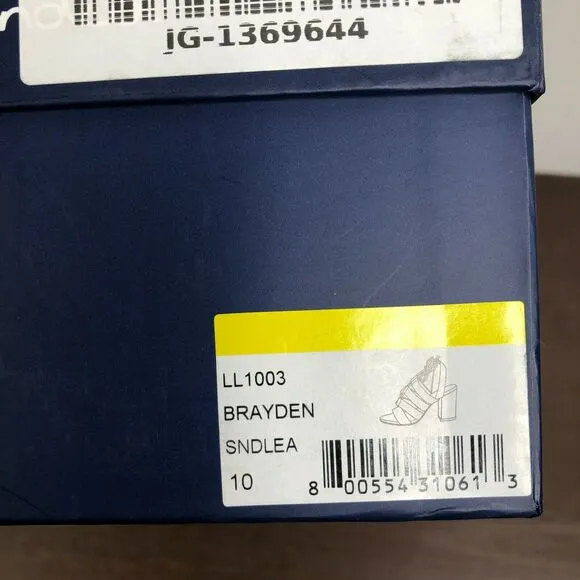 JG-1369644
LL1003
BRAYDEN
SNDLEA
10
8 00554 31061 3